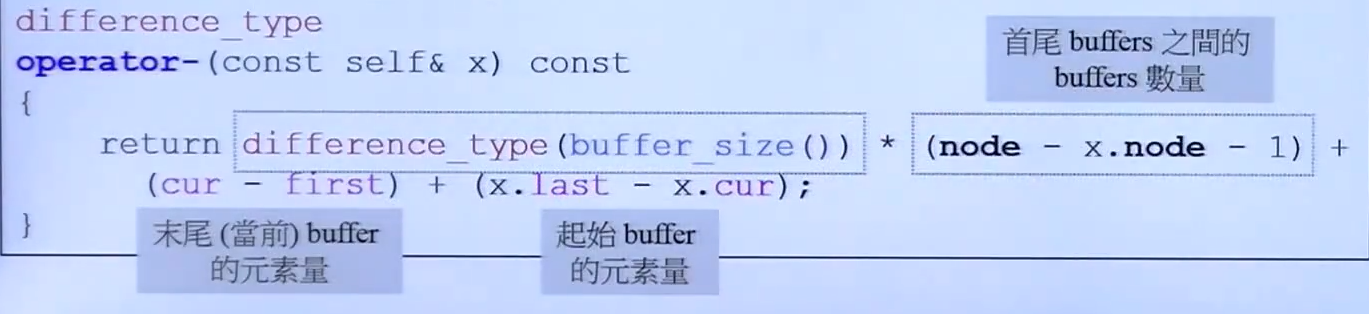 difference_type
operator-(const self& x) const
{
首尾 buffers 之間的
buffers 數量
return difference_type(buffer_size()) * (node - x.node - 1) +
(cur - first) + (x.last - x.cur);
}
末尾 (當前) buffer
的元素量
起始 buffer
的元素量